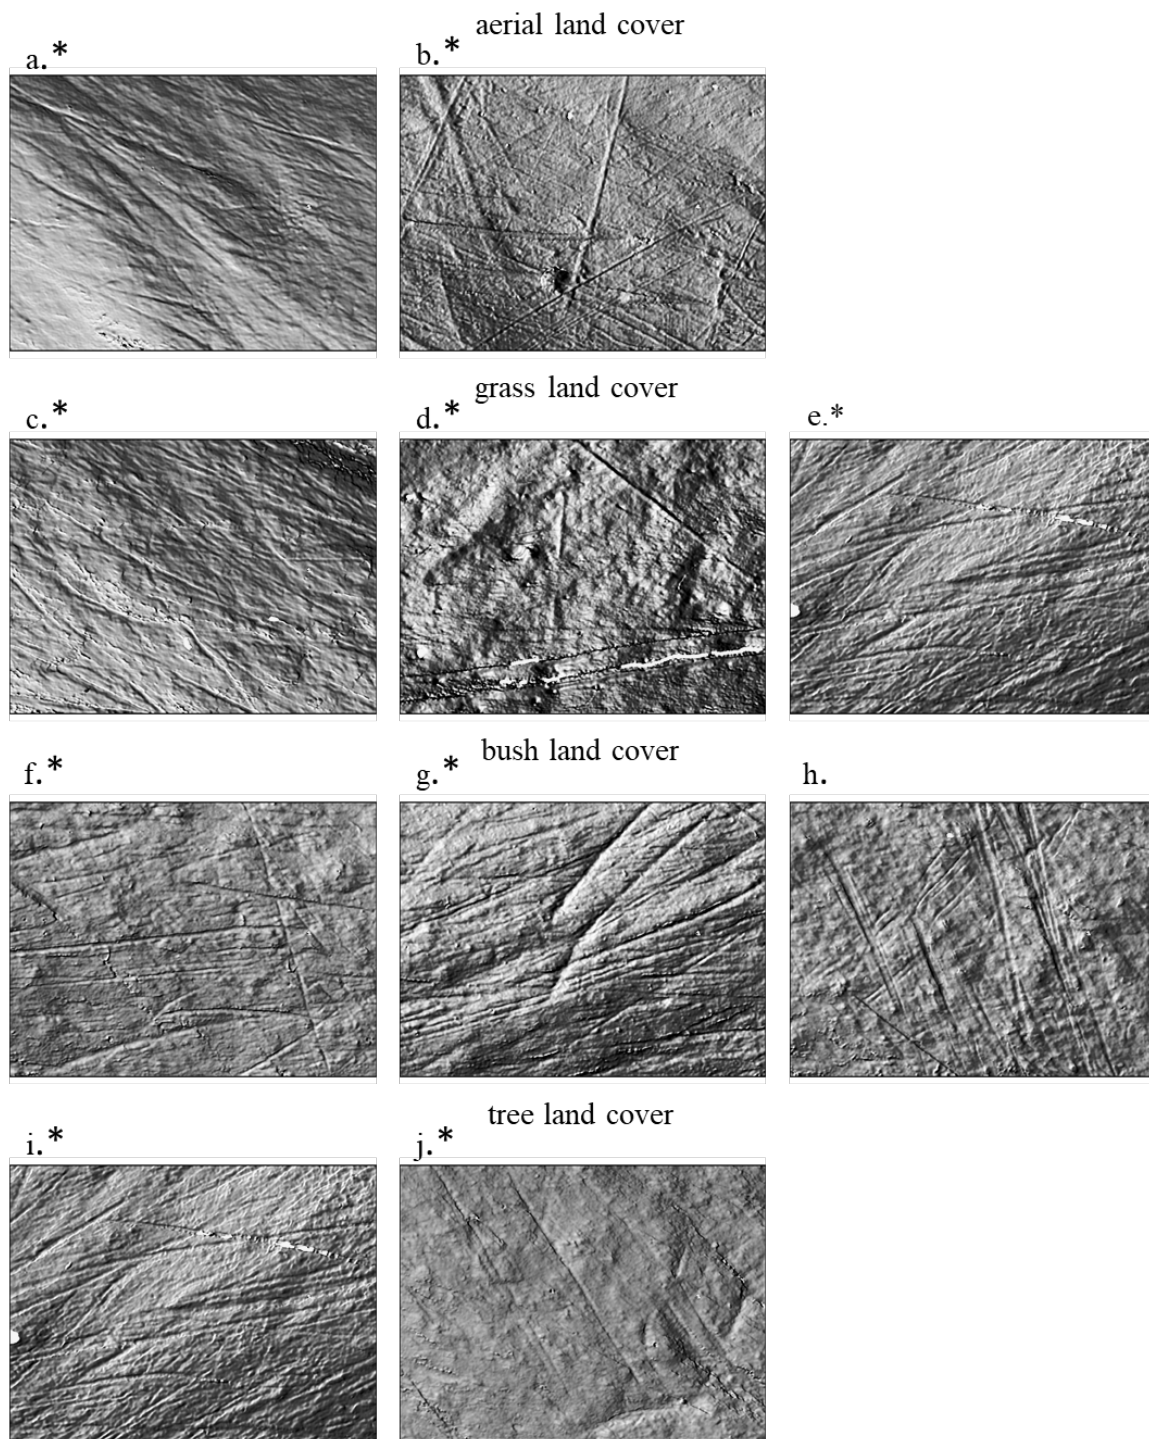 aerial land cover
a.* b.*
grass land cover
c.* d.* e.*
bush land cover
f.* g.* h.
tree land cover
i.* j.*